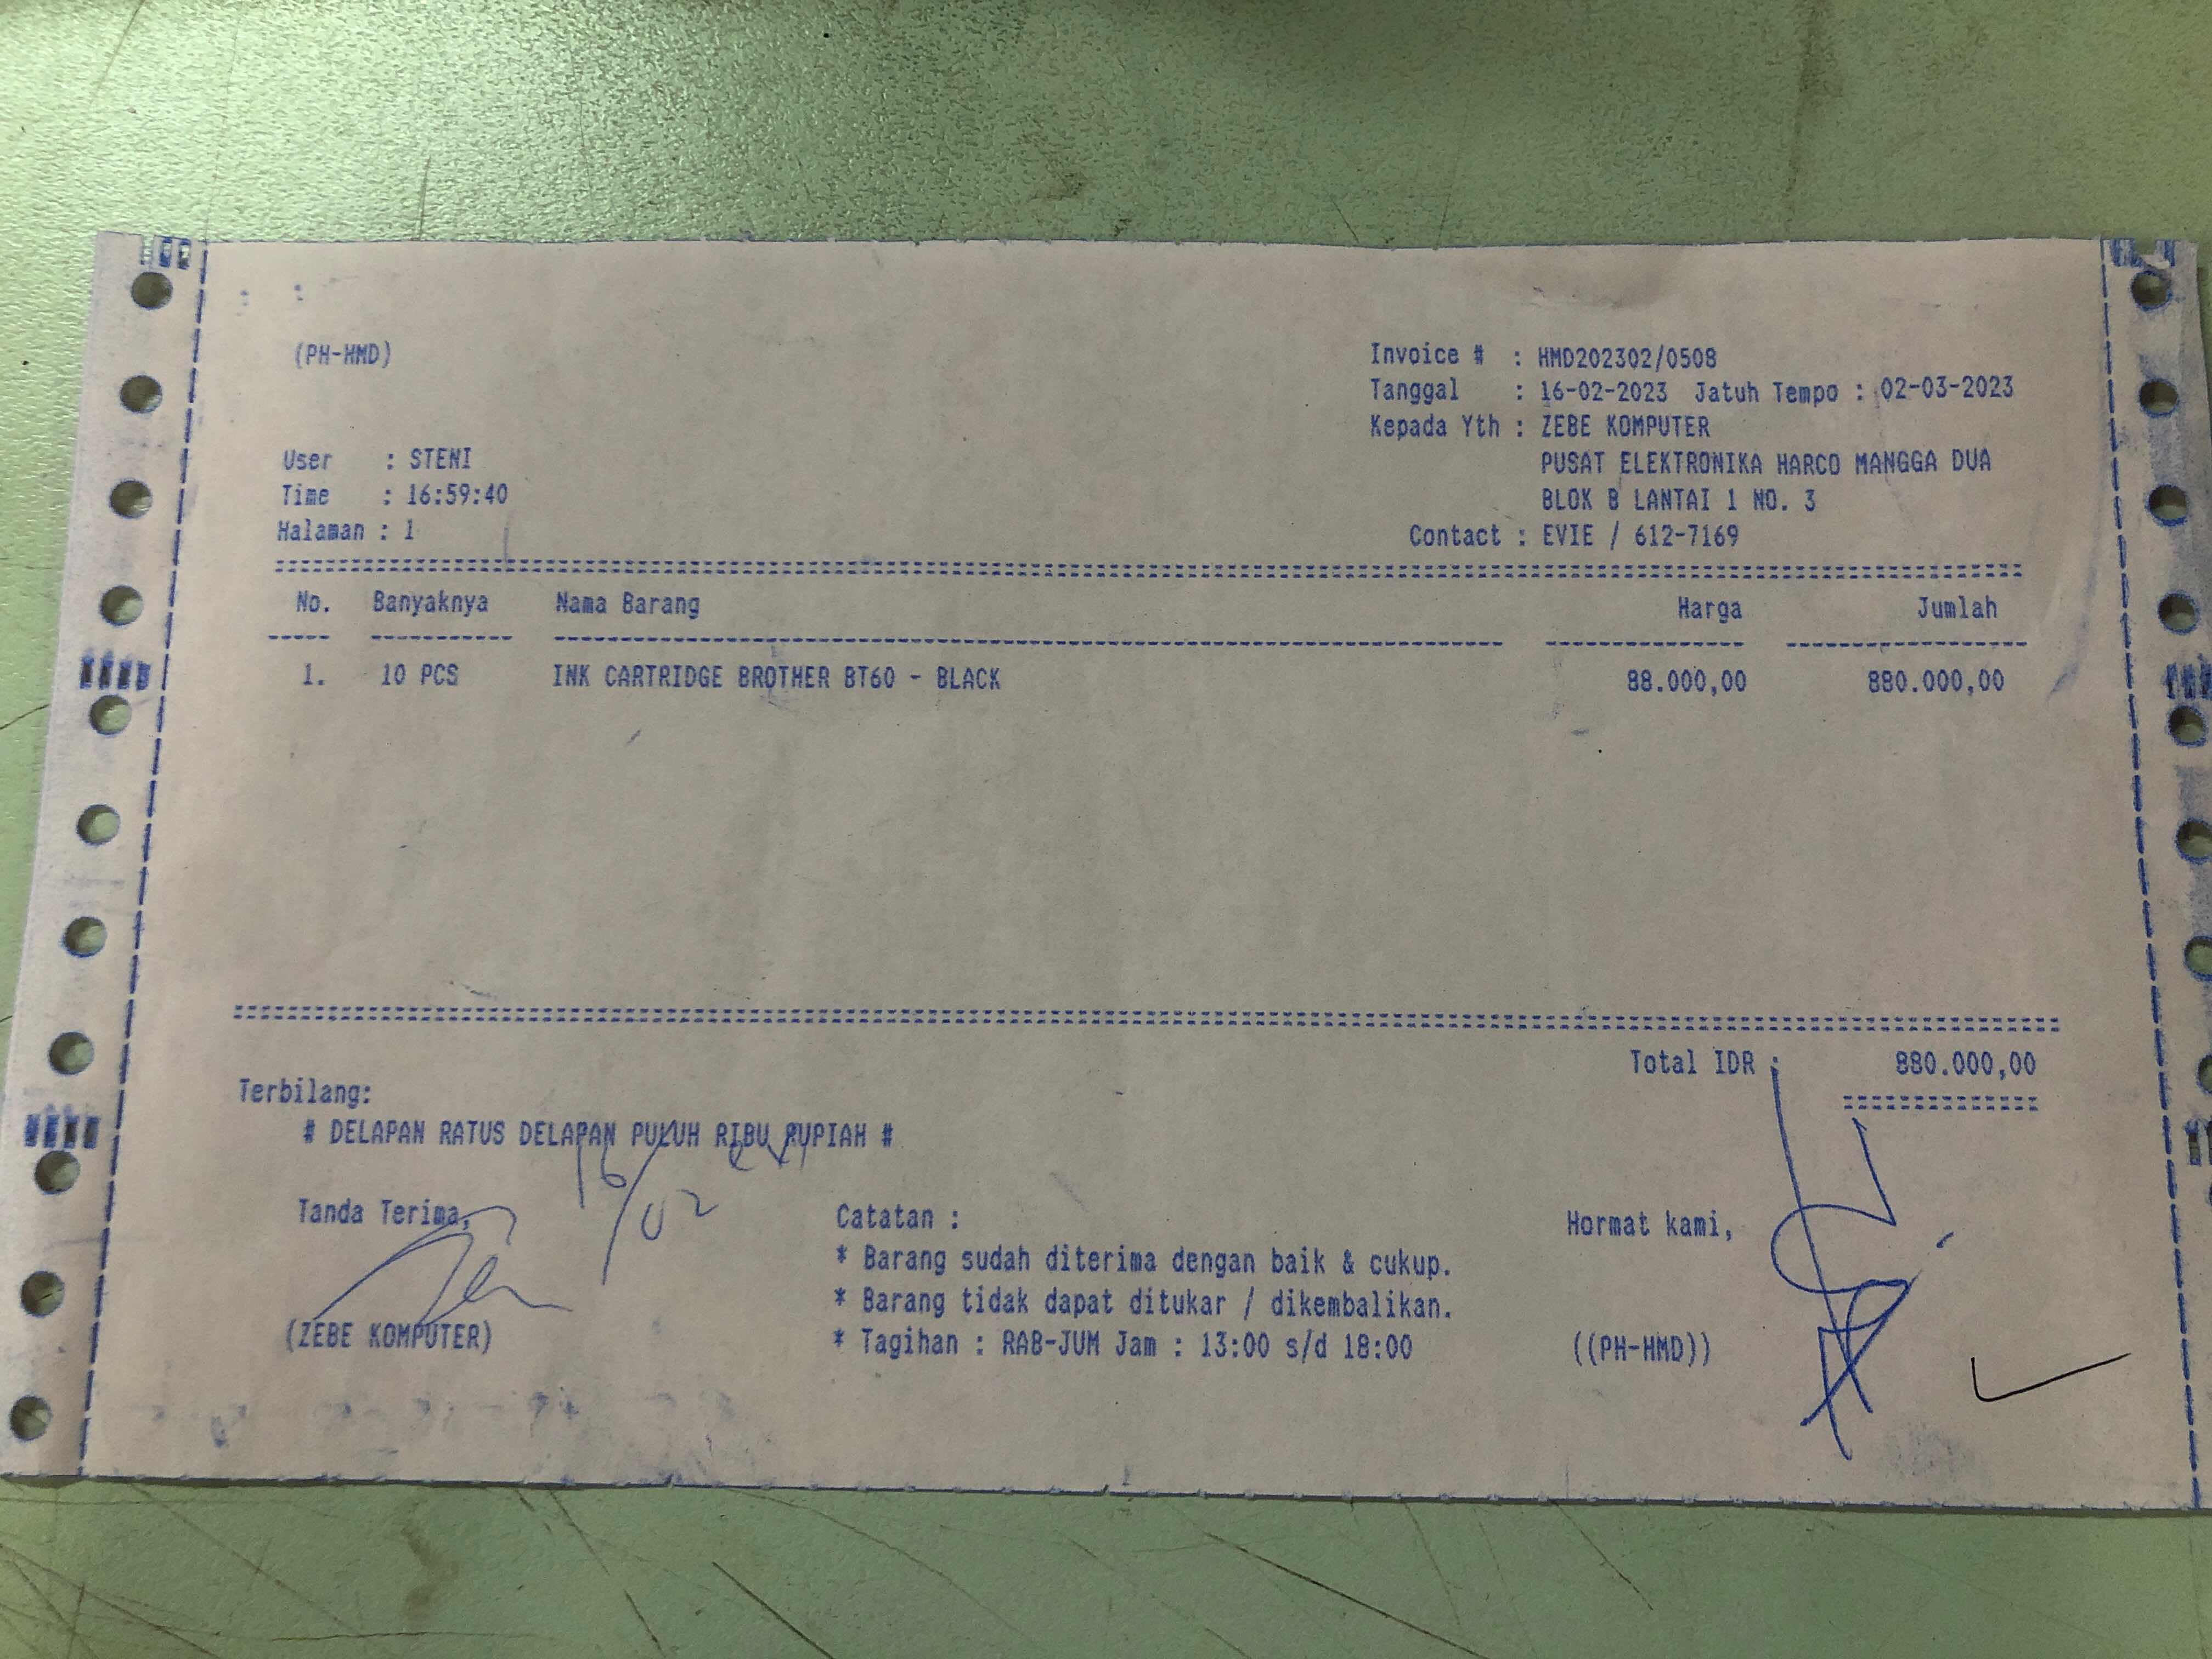 (PH-HMD)
Invoice # : HMD202302/0508
Tanggal : 16-02-2023 Jatuh Tempo : 02-03-2023
Kepada Yth : ZEBE KOMPUTER
User : STENI
PUSAT ELEKTRONIKA HARCO MANGGA DUA
Time : 16:59:40
BLOK B LANTAI 1 NO. 3
Halaman : 1
Contact : EVIE / 612-7169
No. Banyaknya Nama Barang Harga Jumlah
1. 10 PCS INK CARTRIDGE BROTHER BT60 - BLACK 88.000,00 880.000,00
Total IDR : 880.000,00
Terbilang:
# DELAPAN RATUS DELAPAN PULUH RIBU RUPIAH #
16/02
Tanda Terima,
Catatan :
Hormat kami,
* Barang sudah diterima dengan baik & cukup.
* Barang tidak dapat ditukar / dikembalikan.
(ZEBE KOMPUTER)
* Tagihan : RAB-JUM Jam : 13:00 s/d 18:00
((PH-HMD))